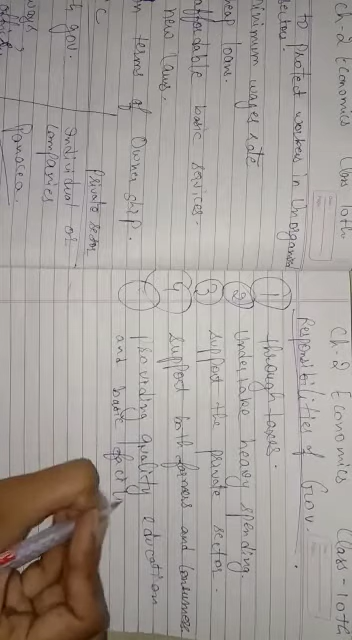 Ch-2 Economics Class 10th
to Protect workers in Unorganised
sector.
minimum wages rate
cheap loans.
affordable basic services.
new laws.
in terms of Ownership.
Private sector
gov.
Individual or
Companies
Panacea.
Ch-2 Economics Class-10th
Responsibilities of Gov.
① through taxes.
② Undertake heavy spending.
③ Support the private sector.
④ Support both farmers and consumers
⑤ Providing quality education
and basic